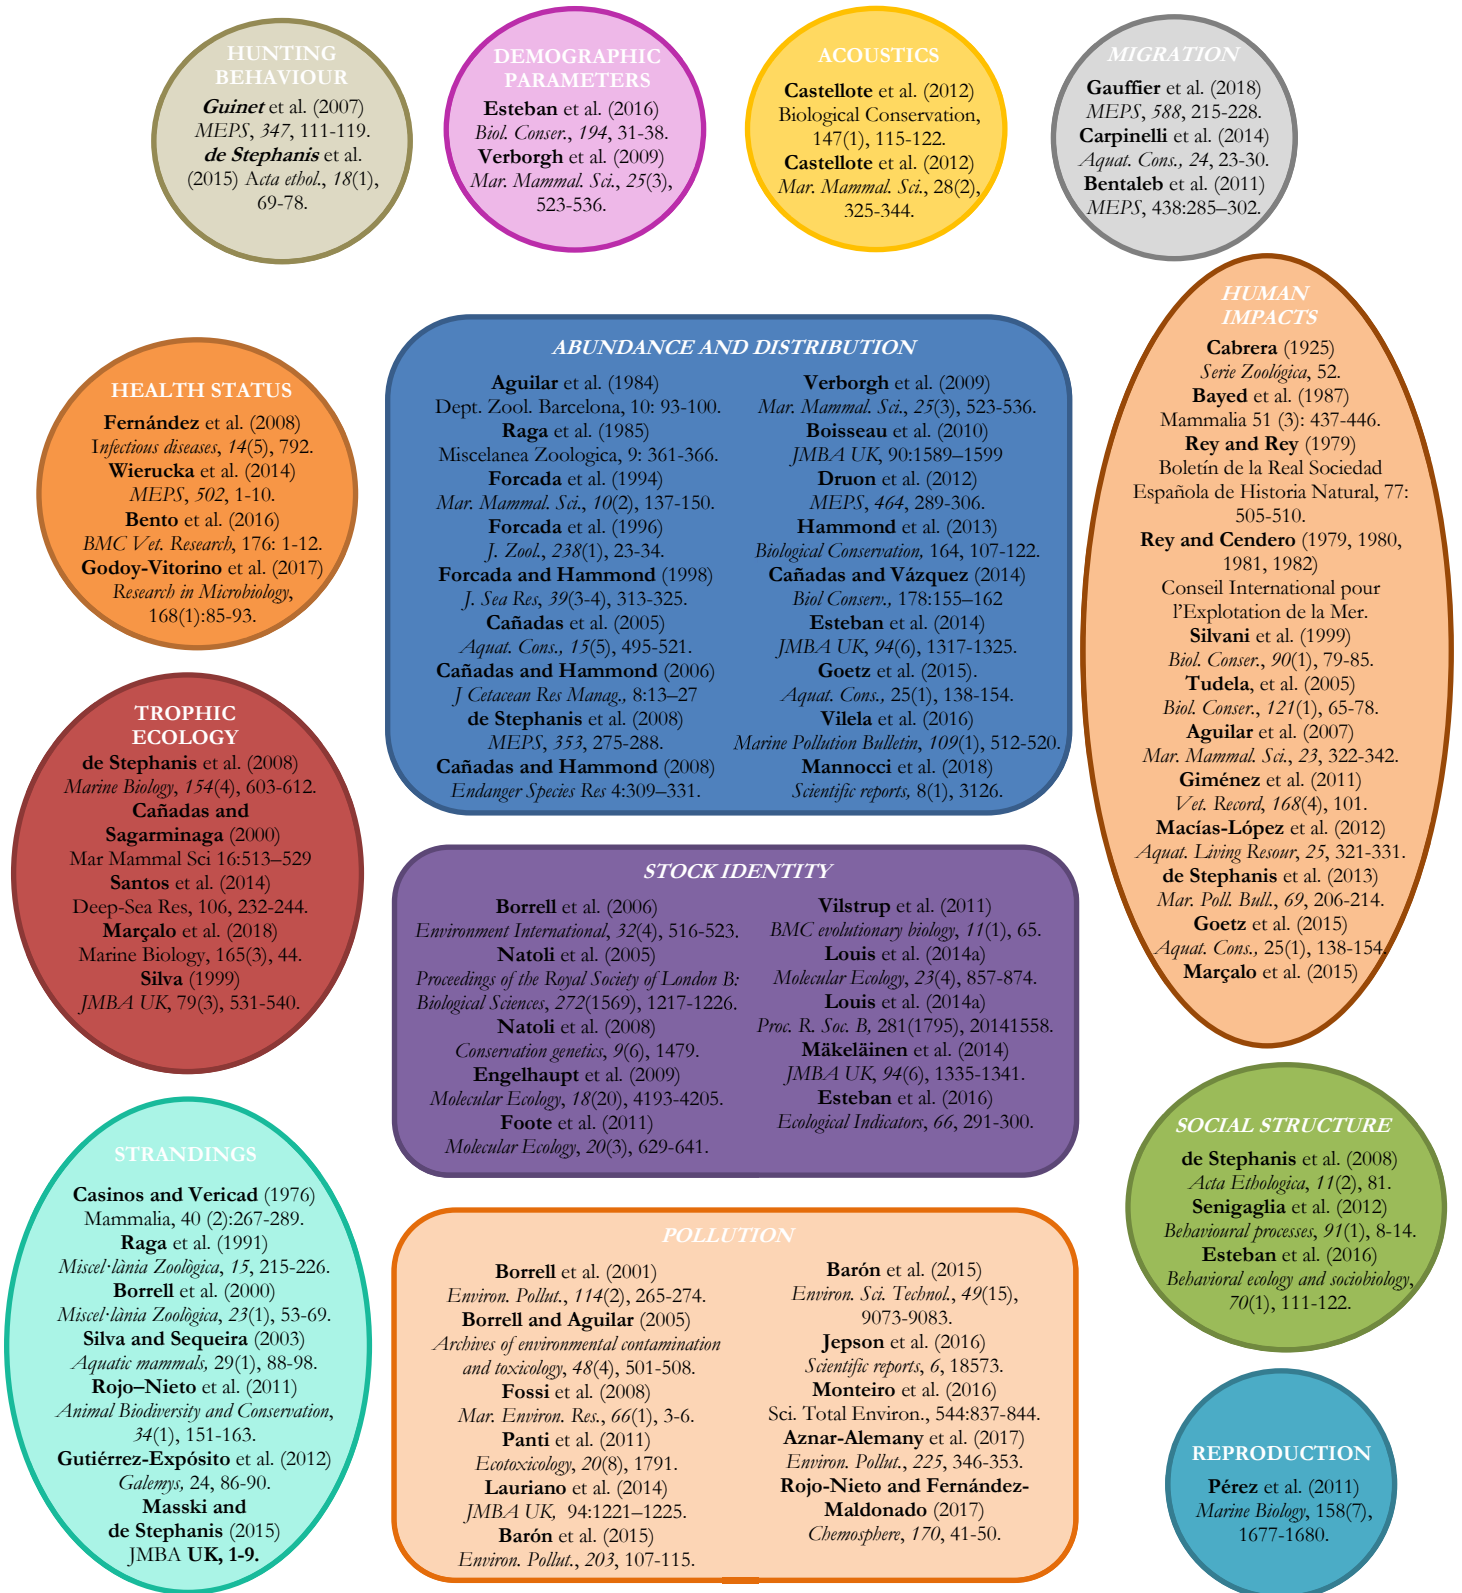 HUNTING
BEHAVIOUR
Guinet et al. (2007)
MEPS, 347, 111-119.
de Stephanis et al.
(2015) Acta ethol., 18(1),
69-78.
DEMOGRAPHIC
PARAMETERS
Esteban et al. (2016)
Biol. Conser., 194, 31-38.
Verborgh et al. (2009)
Mar. Mammal. Sci., 25(3),
523-536.
ACOUSTICS
Castellote et al. (2012)
Biological Conservation,
147(1), 115-122.
Castellote et al. (2012)
Mar. Mammal. Sci., 28(2),
325-344.
MIGRATION
Gauffier et al. (2018)
MEPS, 588, 215-228.
Carpinelli et al. (2014)
Aquat. Cons., 24, 23-30.
Bentaleb et al. (2011)
MEPS, 438:285–302.
HEALTH STATUS
Fernández et al. (2008)
Infectious diseases, 14(5), 792.
Wierucka et al. (2014)
MEPS, 502, 1-10.
Bento et al. (2016)
BMC Vet. Research, 176: 1-12.
Godoy-Vitorino et al. (2017)
Research in Microbiology,
168(1):85-93.
ABUNDANCE AND DISTRIBUTION
Aguilar et al. (1984)
Dept. Zool. Barcelona, 10: 93-100.
Raga et al. (1985)
Miscelanea Zoologica, 9: 361-366.
Forcada et al. (1994)
Mar. Mammal. Sci., 10(2), 137-150.
Forcada et al. (1996)
J. Zool., 238(1), 23-34.
Forcada and Hammond (1998)
J. Sea Res, 39(3-4), 313-325.
Cañadas et al. (2005)
Aquat. Cons., 15(5), 495-521.
Cañadas and Hammond (2006)
J Cetacean Res Manag., 8:13–27
de Stephanis et al. (2008)
MEPS, 353, 275-288.
Cañadas and Hammond (2008)
Endanger Species Res 4:309–331.
Verborgh et al. (2009)
Mar. Mammal. Sci., 25(3), 523-536.
Boisseau et al. (2010)
JMBA UK, 90:1589–1599
Druon et al. (2012)
MEPS, 464, 289-306.
Hammond et al. (2013)
Biological Conservation, 164, 107-122.
Cañadas and Vázquez (2014)
Biol Conserv., 178:155–162
Esteban et al. (2014)
JMBA UK, 94(6), 1317-1325.
Goetz et al. (2015).
Aquat. Cons., 25(1), 138-154.
Vilela et al. (2016)
Marine Pollution Bulletin, 109(1), 512-520.
Mannocci et al. (2018)
Scientific reports, 8(1), 3126.
HUMAN
IMPACTS
Cabrera (1925)
Serie Zoológica, 52.
Bayed et al. (1987)
Mammalia 51 (3): 437-446.
Rey and Rey (1979)
Boletín de la Real Sociedad
Española de Historia Natural, 77:
505-510.
Rey and Cendero (1979, 1980,
1981, 1982)
Conseil International pour
l’Explotation de la Mer.
Silvani et al. (1999)
Biol. Conser., 90(1), 79-85.
Tudela, et al. (2005)
Biol. Conser., 121(1), 65-78.
Aguilar et al. (2007)
Mar. Mammal. Sci., 23, 322-342.
Giménez et al. (2011)
Vet. Record, 168(4), 101.
Macías-López et al. (2012)
Aquat. Living Resour, 25, 321-331.
de Stephanis et al. (2013)
Mar. Poll. Bull., 69, 206-214.
Goetz et al. (2015)
Aquat. Cons., 25(1), 138-154.
Marçalo et al. (2015)
TROPHIC
ECOLOGY
de Stephanis et al. (2008)
Marine Biology, 154(4), 603-612.
Cañadas and
Sagarminaga (2000)
Mar Mammal Sci 16:513–529
Santos et al. (2014)
Deep-Sea Res, 106, 232-244.
Marçalo et al. (2018)
Marine Biology, 165(3), 44.
Silva (1999)
JMBA UK, 79(3), 531-540.
STOCK IDENTITY
Borrell et al. (2006)
Environment International, 32(4), 516-523.
Natoli et al. (2005)
Proceedings of the Royal Society of London B:
Biological Sciences, 272(1569), 1217-1226.
Natoli et al. (2008)
Conservation genetics, 9(6), 1479.
Engelhaupt et al. (2009)
Molecular Ecology, 18(20), 4193-4205.
Foote et al. (2011)
Molecular Ecology, 20(3), 629-641.
Vilstrup et al. (2011)
BMC evolutionary biology, 11(1), 65.
Louis et al. (2014a)
Molecular Ecology, 23(4), 857-874.
Louis et al. (2014a)
Proc. R. Soc. B, 281(1795), 20141558.
Mäkeläinen et al. (2014)
JMBA UK, 94(6), 1335-1341.
Esteban et al. (2016)
Ecological Indicators, 66, 291-300.
STRANDINGS
Casinos and Vericad (1976)
Mammalia, 40 (2):267-289.
Raga et al. (1991)
Miscel·lània Zoològica, 15, 215-226.
Borrell et al. (2000)
Miscel·lània Zoològica, 23(1), 53-69.
Silva and Sequeira (2003)
Aquatic mammals, 29(1), 88-98.
Rojo–Nieto et al. (2011)
Animal Biodiversity and Conservation,
34(1), 151-163.
Gutiérrez-Expósito et al. (2012)
Galemys, 24, 86-90.
Masski and
de Stephanis (2015)
JMBA UK, 1-9.
POLLUTION
Borrell et al. (2001)
Environ. Pollut., 114(2), 265-274.
Borrell and Aguilar (2005)
Archives of environmental contamination
and toxicology, 48(4), 501-508.
Fossi et al. (2008)
Mar. Environ. Res., 66(1), 3-6.
Panti et al. (2011)
Ecotoxicology, 20(8), 1791.
Lauriano et al. (2014)
JMBA UK, 94:1221–1225.
Barón et al. (2015)
Environ. Pollut., 203, 107-115.
Barón et al. (2015)
Environ. Sci. Technol., 49(15),
9073-9083.
Jepson et al. (2016)
Scientific reports, 6, 18573.
Monteiro et al. (2016)
Sci. Total Environ., 544:837-844.
Aznar-Alemany et al. (2017)
Environ. Pollut., 225, 346-353.
Rojo-Nieto and Fernández-
Maldonado (2017)
Chemosphere, 170, 41-50.
SOCIAL STRUCTURE
de Stephanis et al. (2008)
Acta Ethologica, 11(2), 81.
Senigaglia et al. (2012)
Behavioural processes, 91(1), 8-14.
Esteban et al. (2016)
Behavioral ecology and sociobiology,
70(1), 111-122.
REPRODUCTION
Pérez et al. (2011)
Marine Biology, 158(7),
1677-1680.